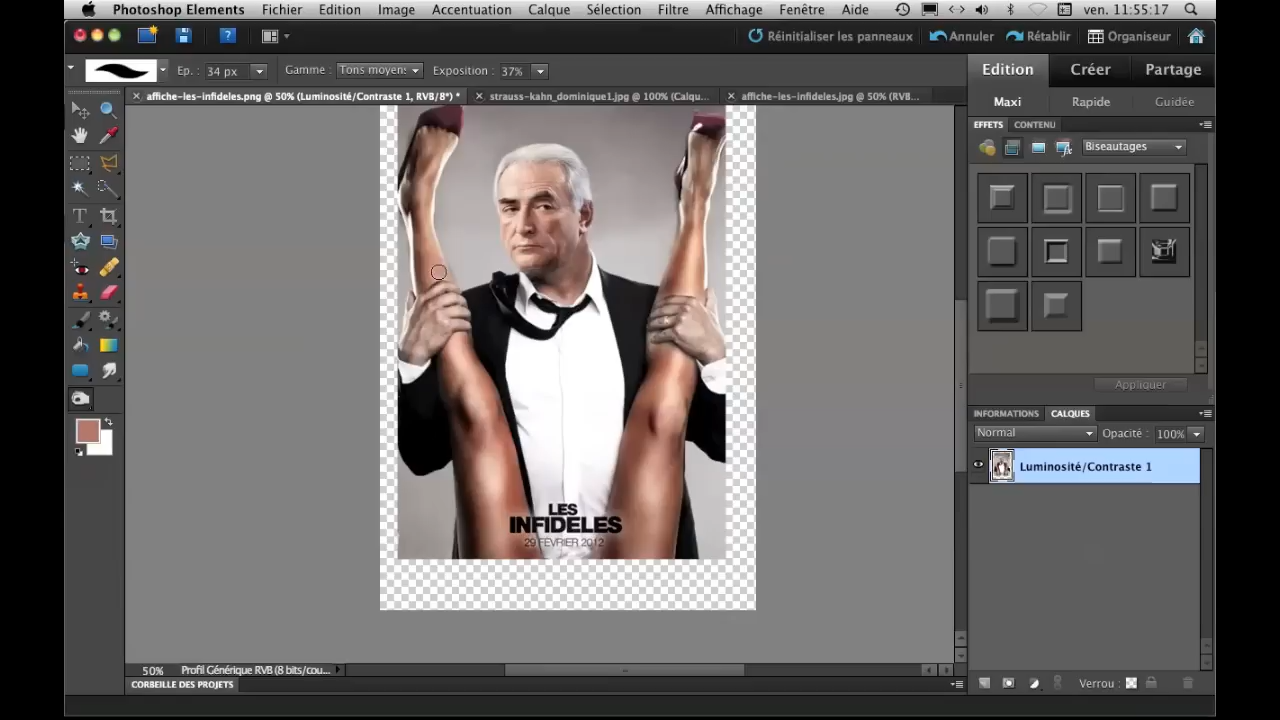 Photoshop Elements Fichier Edition Image Accentuation Calque Sélection Filtre Affichage Fenêtre Aide ven. 11:55:17
Réinitialiser les panneaux Annuler Rétablir Organiseur
Ep. : 34 px Gamme : Tons moyens Exposition : 37% Edition Créer Partage
affiche-les-infideles.png @ 50% (Luminosité/Contraste 1, RVB/8*) * strauss-kahn_dominique1.jpg @ 100% (Calqu... affiche-les-infideles.jpg @ 50% (RVB...
Maxi Rapide Guidée
EFFETS CONTENU
Biseautages
Appliquer
INFORMATIONS CALQUES
Normal Opacité : 100%
Luminosité/Contraste 1
LES
INFIDELES
29 FEVRIER 2012
50% Profil Générique RVB (8 bits/cou...
CORBEILLE DES PROJETS
Verrou :